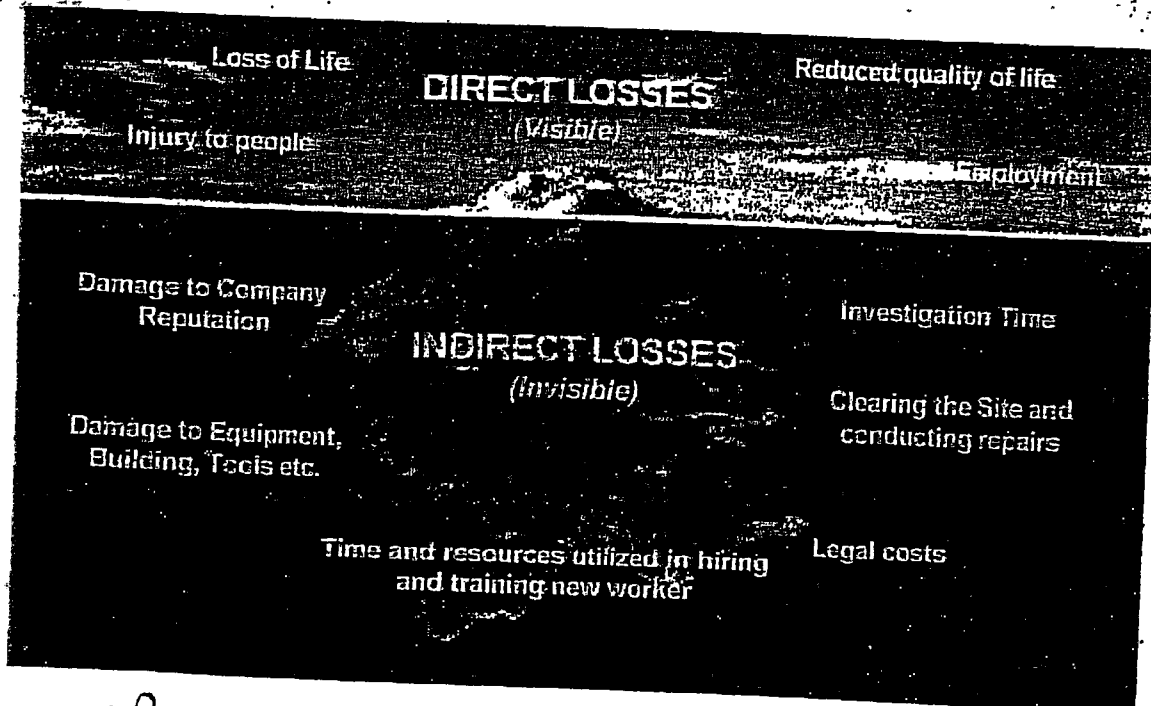 Loss of Life
DIRECT LOSSES
(Visible)
Reduced quality of life
Injury to people
Employment
Damage to Company
Reputation
INDIRECT LOSSES
(Invisible)
Investigation Time
Damage to Equipment,
Building, Tools etc.
Clearing the Site and
conducting repairs
Time and resources utilized in hiring
and training new worker
Legal costs